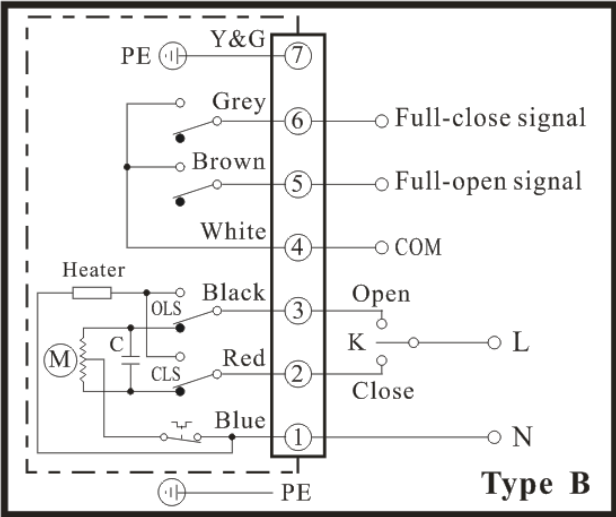 Y&G
PE
7
Grey
6
Full-close signal
Brown
5
Full-open signal
White
4
COM
Heater
OLS
Black
3
Open
M
C
K
L
CLS
Red
2
Close
Blue
1
N
PE
Type B